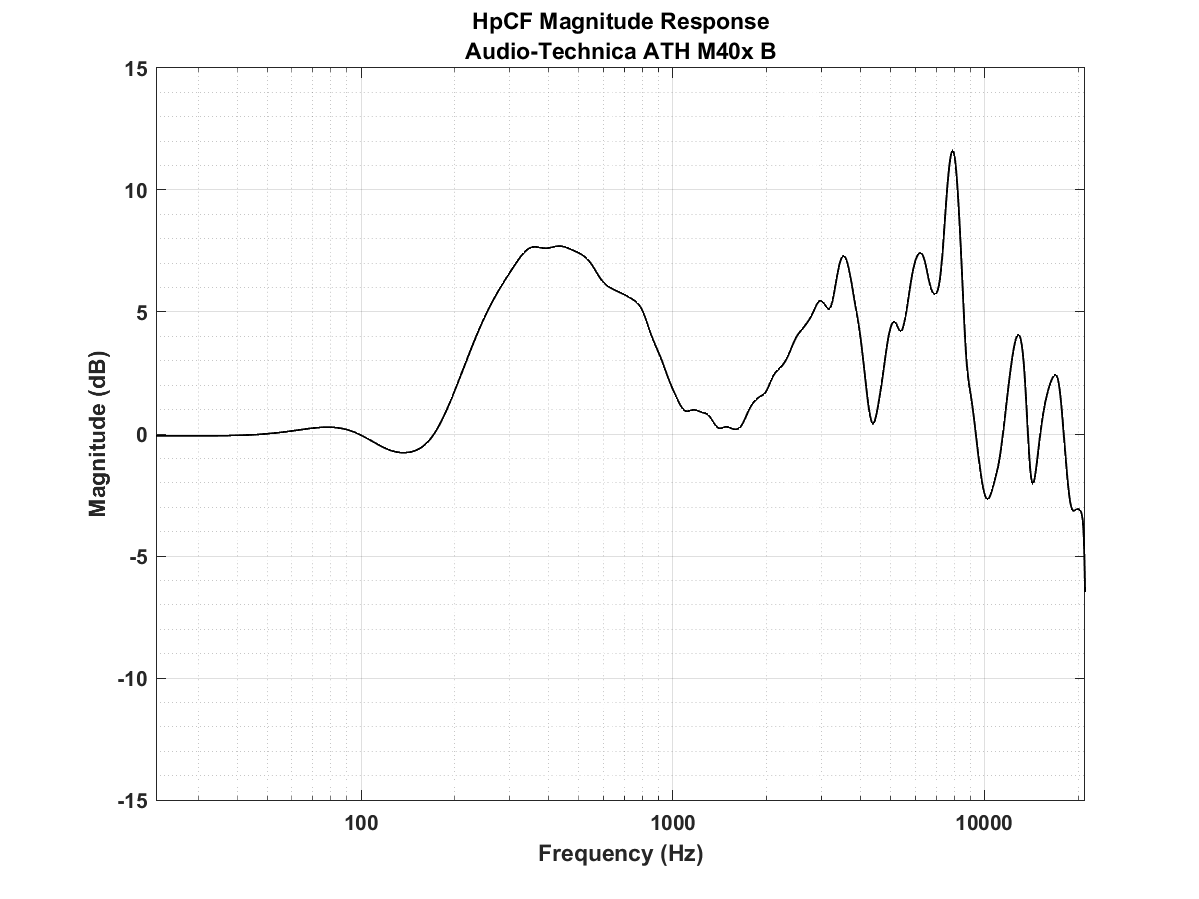 HpCF Magnitude Response
Audio-Technica ATH M40x B
15
10
5
0
-5
-10
-15
Magnitude (dB)
100 1000 10000
Frequency (Hz)